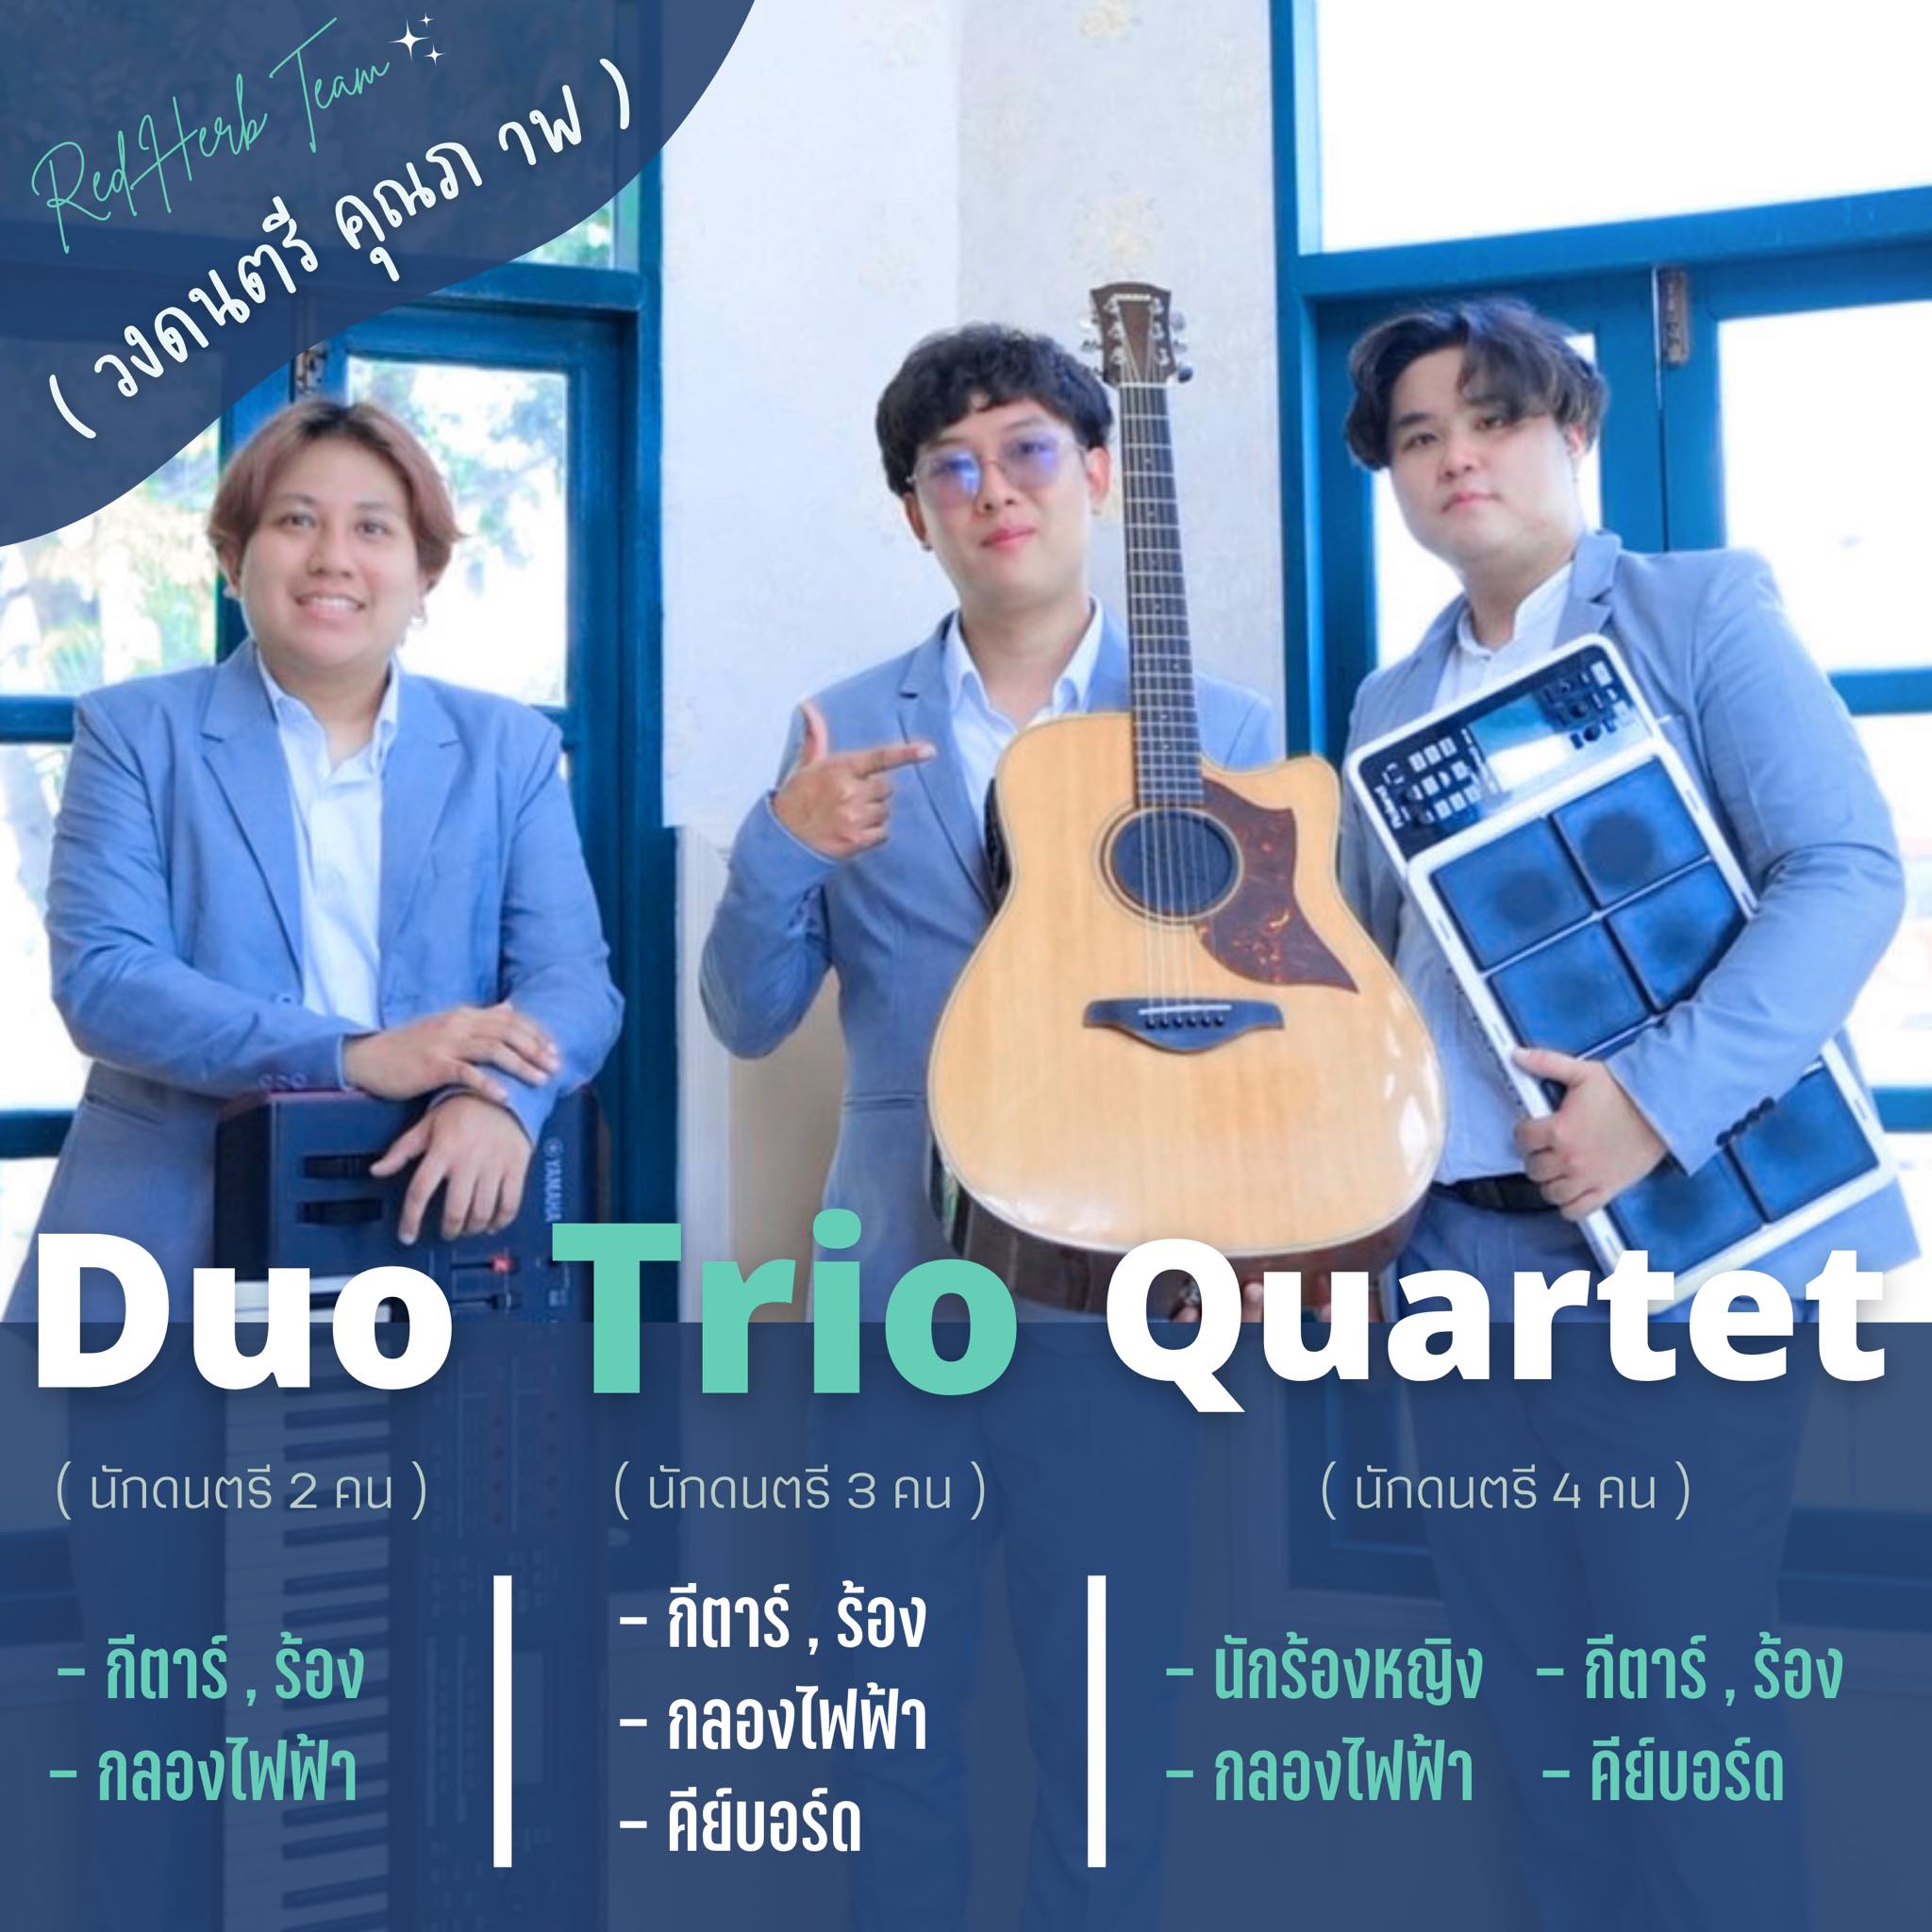 RedHerb Team
( วงดนตรี คุณภ าพ )
YAMAHA
Duo Trio Quartet
( นักดนตรี 2 คน ) ( นักดนตรี 3 คน ) ( นักดนตรี 4 คน )
- กีตาร์ , ร้อง
- กลองไฟฟ้า
- กีตาร์ , ร้อง
- กลองไฟฟ้า
- คีย์บอร์ด
- นักร้องหญิง - กีตาร์ , ร้อง
- กลองไฟฟ้า - คีย์บอร์ด